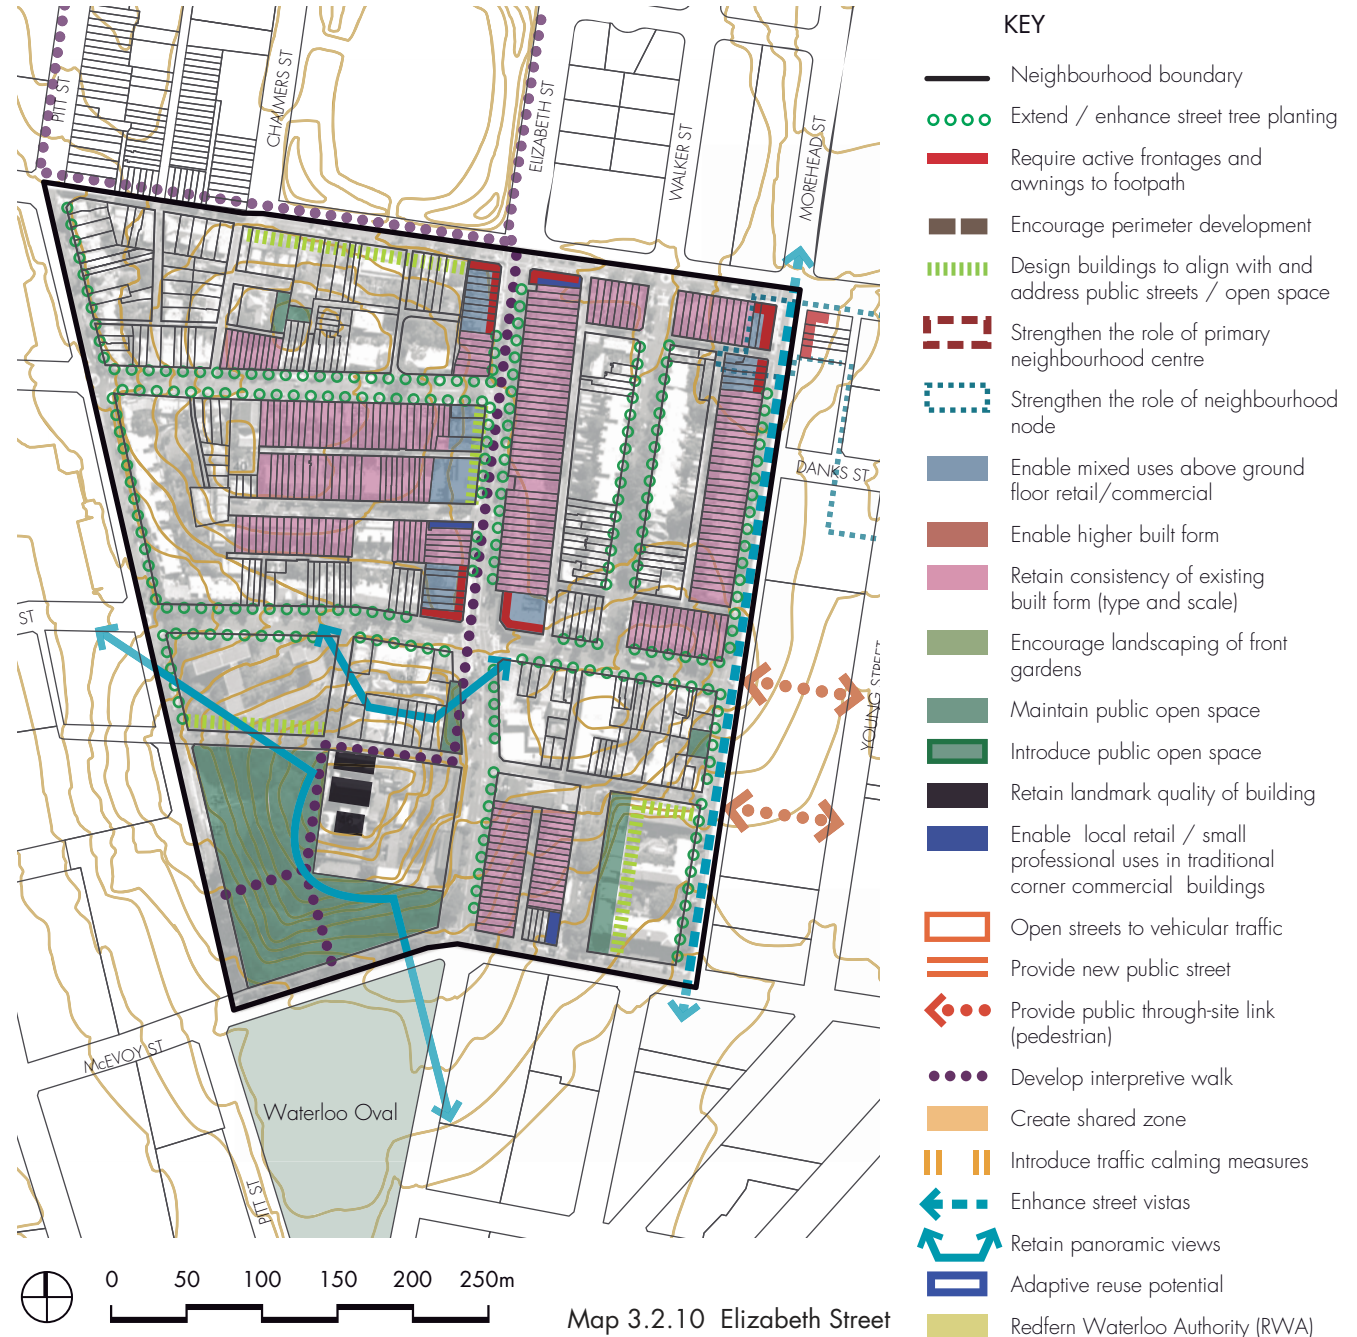 PITT ST
CHALMERS ST
ELIZABETH ST
WALKER ST
MOREHEAD ST
DANKS ST
ST
YOUNG STREET
McEVOY ST
PITT ST
Waterloo Oval
0 50 100 150 200 250m
Map 3.2.10 Elizabeth Street
KEY
Neighbourhood boundary
Extend / enhance street tree planting
Require active frontages and
awnings to footpath
Encourage perimeter development
Design buildings to align with and
address public streets / open space
Strengthen the role of primary
neighbourhood centre
Strengthen the role of neighbourhood
node
Enable mixed uses above ground
floor retail/commercial
Enable higher built form
Retain consistency of existing
built form (type and scale)
Encourage landscaping of front
gardens
Maintain public open space
Introduce public open space
Retain landmark quality of building
Enable local retail / small
professional uses in traditional
corner commercial buildings
Open streets to vehicular traffic
Provide new public street
Provide public through-site link
(pedestrian)
Develop interpretive walk
Create shared zone
Introduce traffic calming measures
Enhance street vistas
Retain panoramic views
Adaptive reuse potential
Redfern Waterloo Authority (RWA)